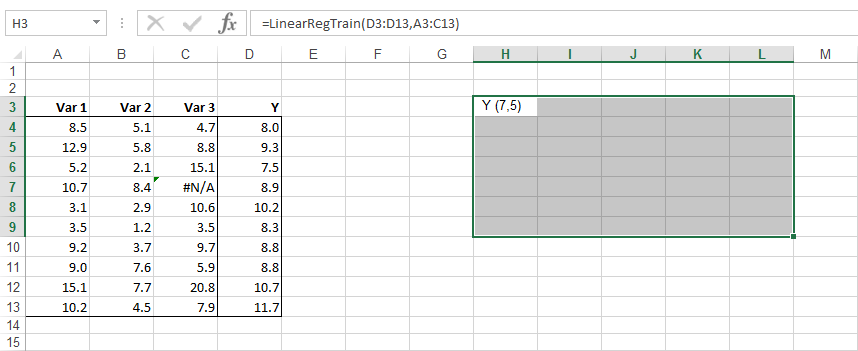 H3 fx =LinearRegTrain(D3:D13,A3:C13)
A B C D E F G H I J K L M
1
2
3 Var 1 Var 2 Var 3 Y Y (7,5)
4 8.5 5.1 4.7 8.0
5 12.9 5.8 8.8 9.3
6 5.2 2.1 15.1 7.5
7 10.7 8.4 #N/A 8.9
8 3.1 2.9 10.6 10.2
9 3.5 1.2 3.5 8.3
10 9.2 3.7 9.7 8.8
11 9.0 7.6 5.9 8.8
12 15.1 7.7 20.8 10.7
13 10.2 4.5 7.9 11.7
14
15